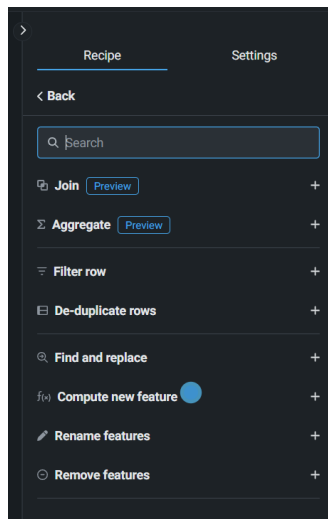 Recipe Settings
Back
Search
Join Preview +
Σ Aggregate Preview +
Filter row +
De-duplicate rows +
Find and replace +
f(x) Compute new feature +
Rename features +
Remove features +